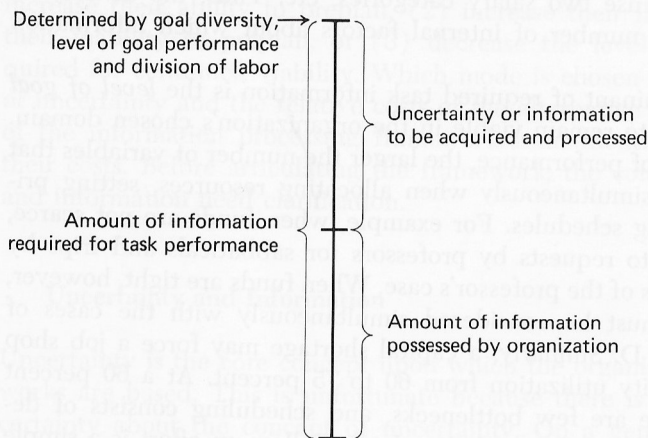 Determined by goal diversity,
level of goal performance
and division of labor
Uncertainty or information
to be acquired and processed
Amount of information
required for task performance
Amount of information
possessed by organization